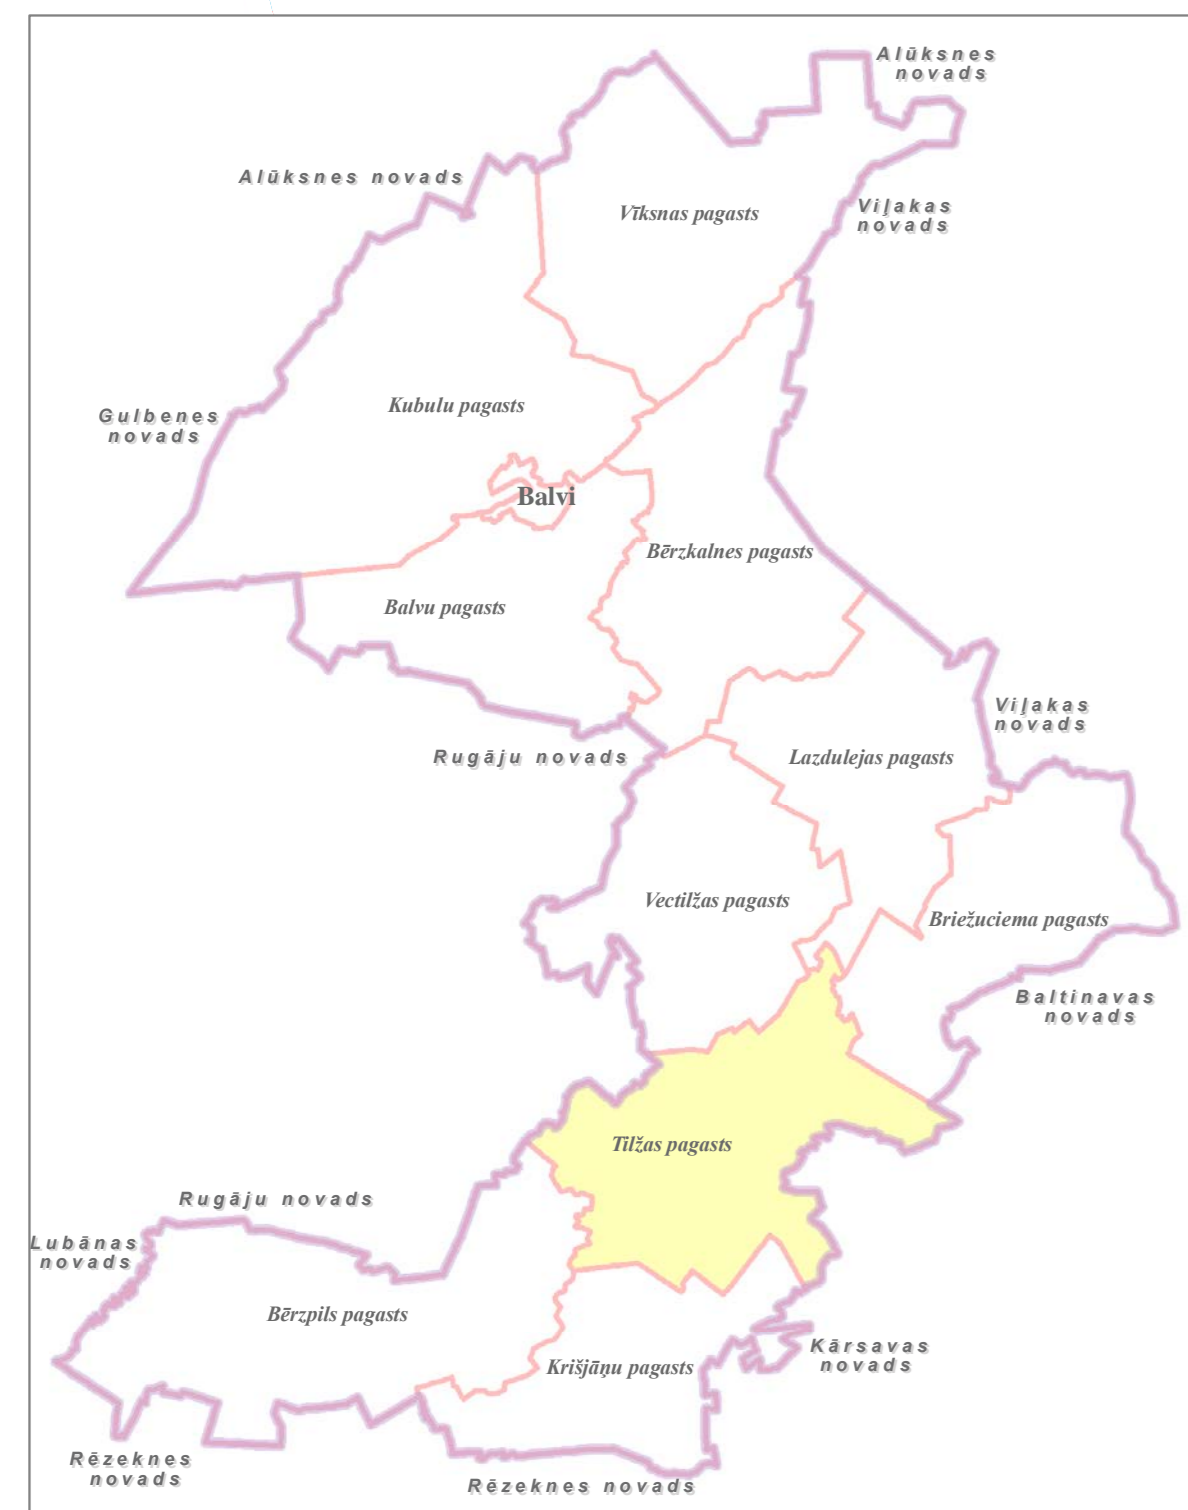 Alūksnes
novads
Alūksnes novads
Vīksnas pagasts
Viļakas
novads
Kubulu pagasts
Gulbenes
novads
Balvi
Bērzkalnes pagasts
Balvu pagasts
Viļakas
novads
Rugāju novads
Lazdulejas pagasts
Vectilžas pagasts
Briežuciema pagasts
Baltinavas
novads
Tilžas pagasts
Rugāju novads
Lubānas
novads
Bērzpils pagasts
Krišjāņu pagasts
Kārsavas
novads
Rēzeknes
novads
Rēzeknes novads